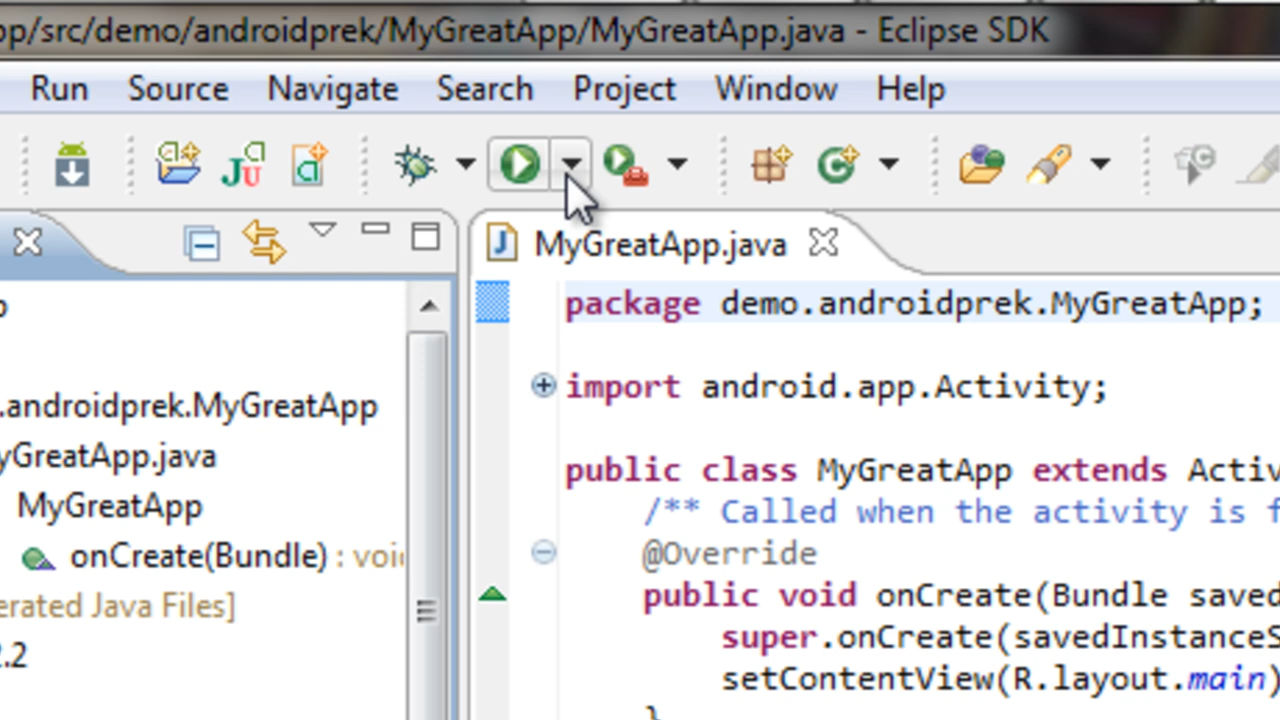 pp/src/demo/androidprek/MyGreatApp/MyGreatApp.java - Eclipse SDK
Run Source Navigate Search Project Window Help
MyGreatApp.java
p
.androidprek.MyGreatApp
yGreatApp.java
MyGreatApp
onCreate(Bundle) : voi
erated Java Files]
2.2
package demo.androidprek.MyGreatApp;
import android.app.Activity;
public class MyGreatApp extends Activ
/** Called when the activity is f
@Override
public void onCreate(Bundle saved
super.onCreate(savedInstanceS
setContentView(R.layout.main)
}